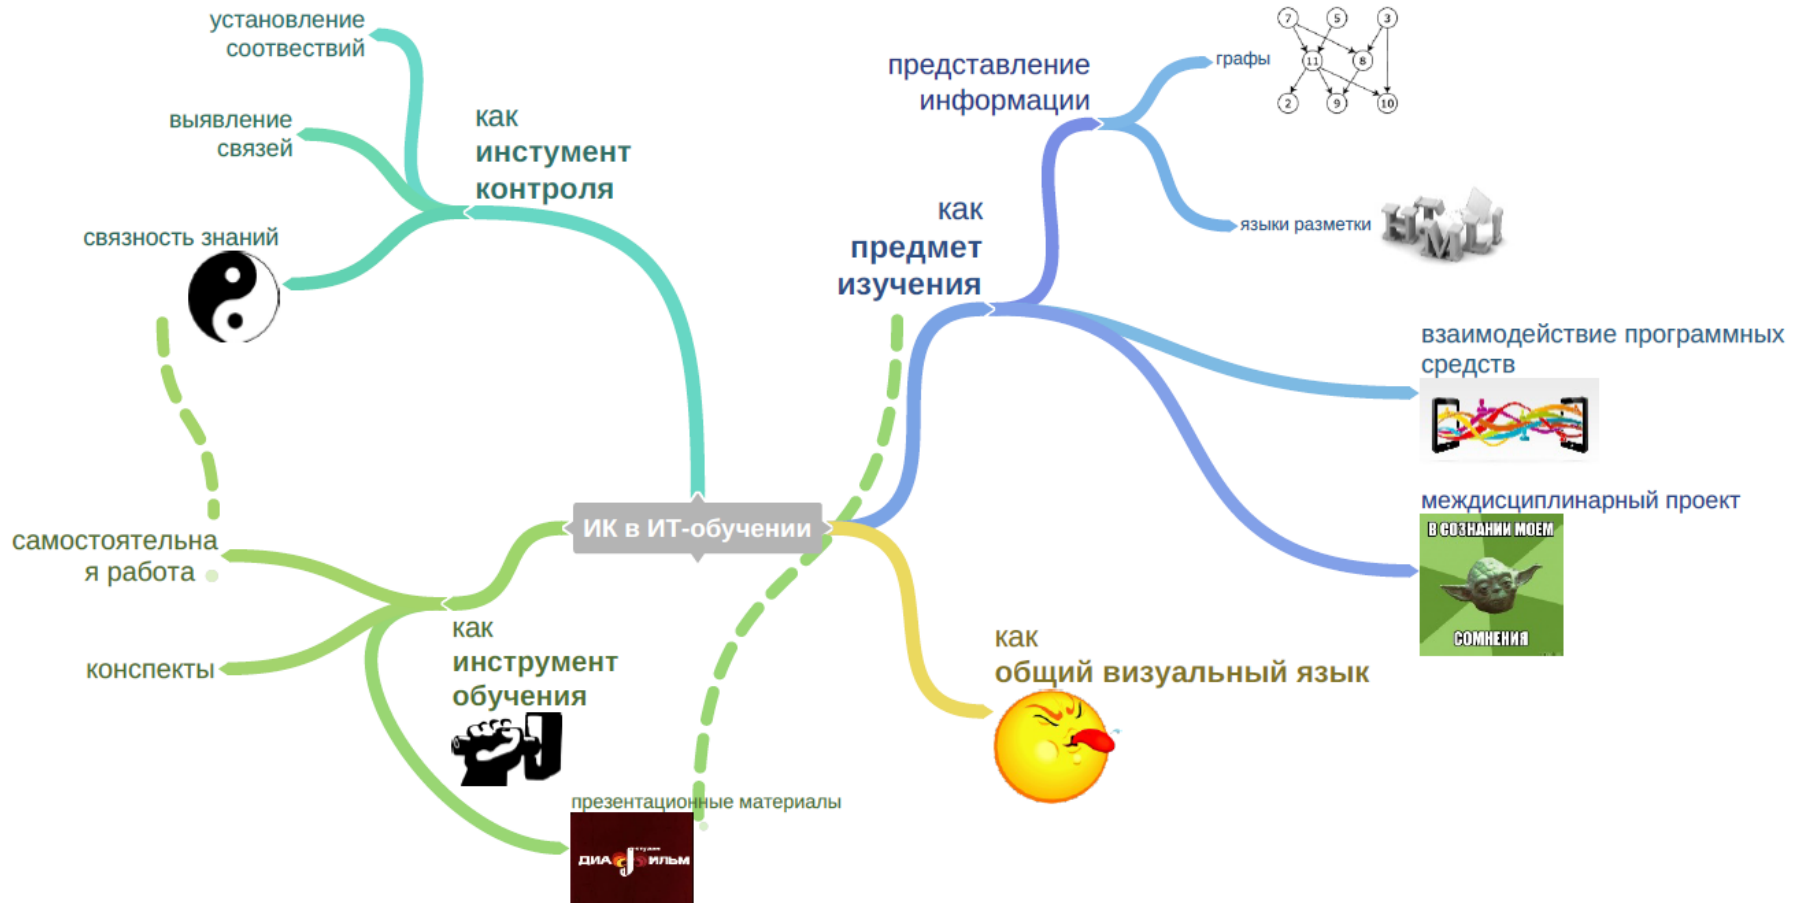 установление
соотвествий
выявление
связей
связность знаний
как
инстумент
контроля
представление
информации
графы
7 5 3
11 8
2 9 10
языки разметки
HTML
как
предмет
изучения
взаимодействие программных
средств
междисциплинарный проект
В СОЗНАНИИ МОЕМ
СОМНЕНИЯ
ИК в ИТ-обучении
самостоятельна
я работа
конспекты
как
инструмент
обучения
презентационные материалы
ДИАФИЛЬМ
как
общий визуальный язык